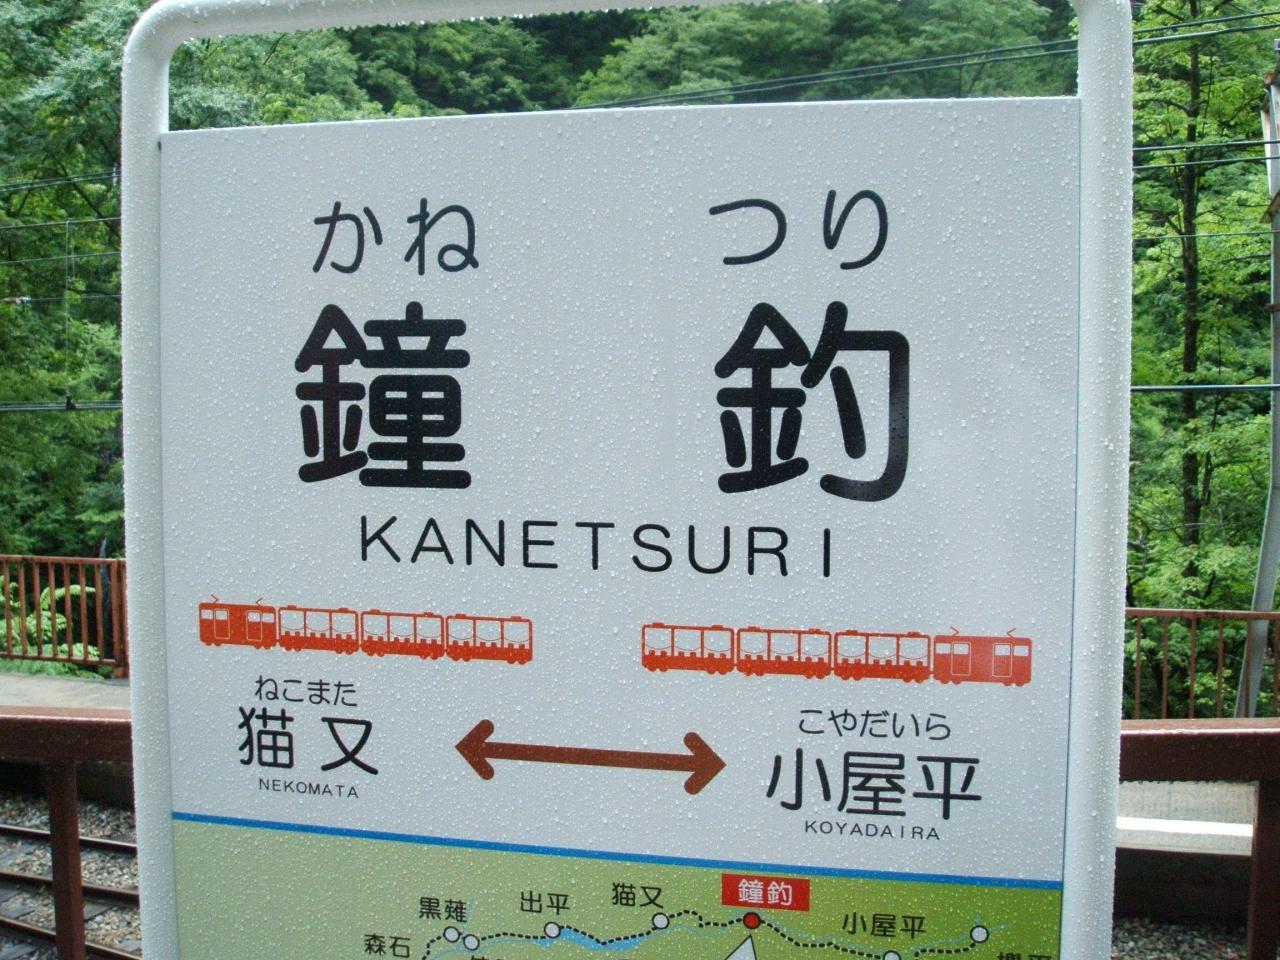 かね つり
鐘 釣
KANETSURI
ねこまた
猫又
NEKOMATA
こやだいら
小屋平
KOYADAIRA
猫又
鐘釣
出平
黒薙
小屋平
森石